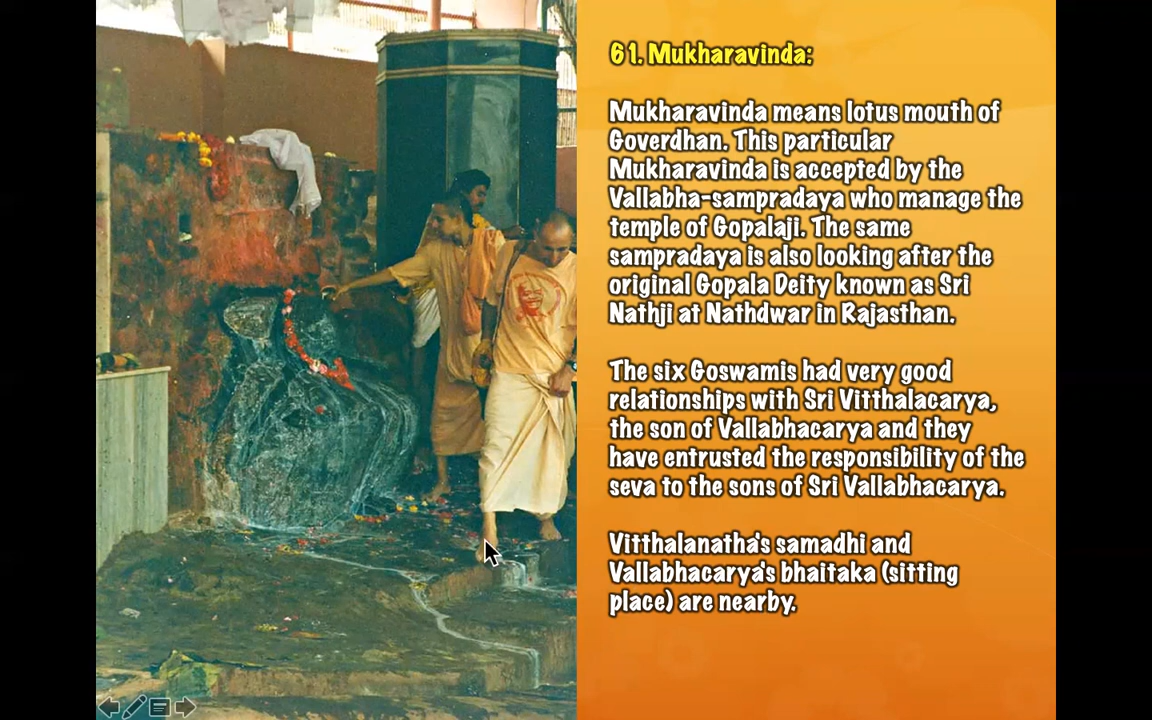 61. Mukharavinda:
Mukharavinda means lotus mouth of
Goverdhan. This particular
Mukharavinda is accepted by the
Vallabha-sampradaya who manage the
temple of Gopalaji. The same
sampradaya is also looking after the
original Gopala Deity known as Sri
Nathji at Nathdwar in Rajasthan.
The six Goswamis had very good
relationships with Sri Vitthalacarya,
the son of Vallabhacarya and they
have entrusted the responsibility of the
seva to the sons of Sri Vallabhacarya.
Vitthalanatha's samadhi and
Vallabhacarya's bhaitaka (sitting
place) are nearby.